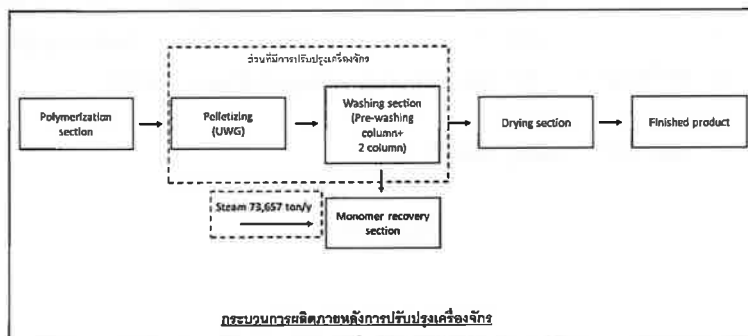 ส่วนที่มีการปรับปรุงเครื่องจักร
Polymerization
section
Pelletizing
(UWG)
Washing section
(Pre-washing
column+
2 column)
Drying section
Finished product
Steam 73,657 ton/y
Monomer recovery
section
กระบวนการผลิตภายหลังการปรับปรุงเครื่องจักร